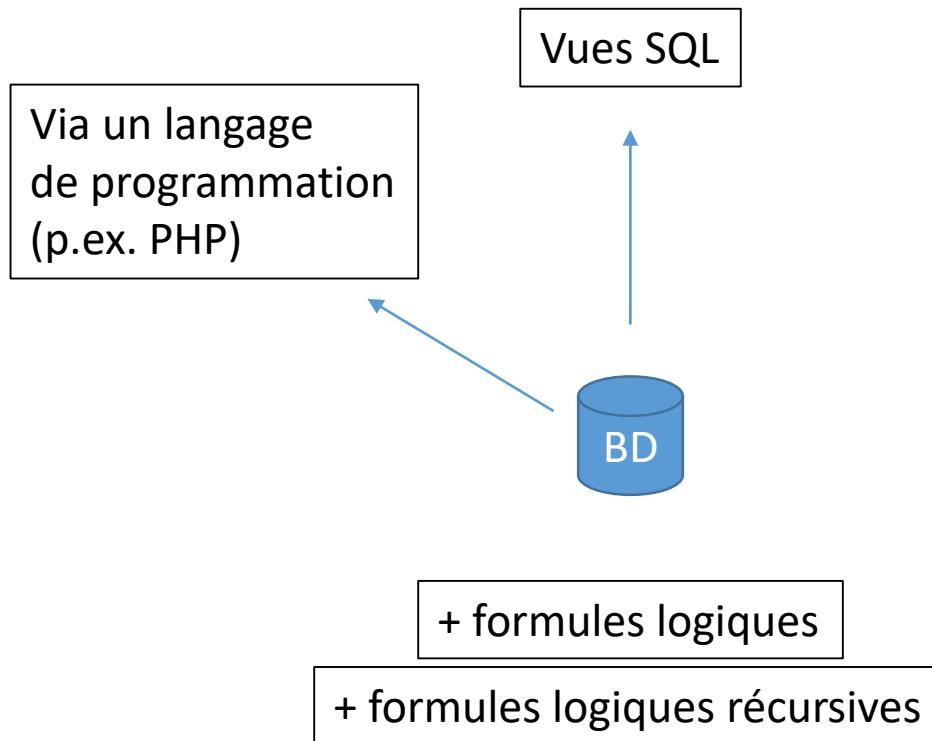 Vues SQL
Via un langage
de programmation
(p.ex. PHP)
BD
+ formules logiques
+ formules logiques récursives